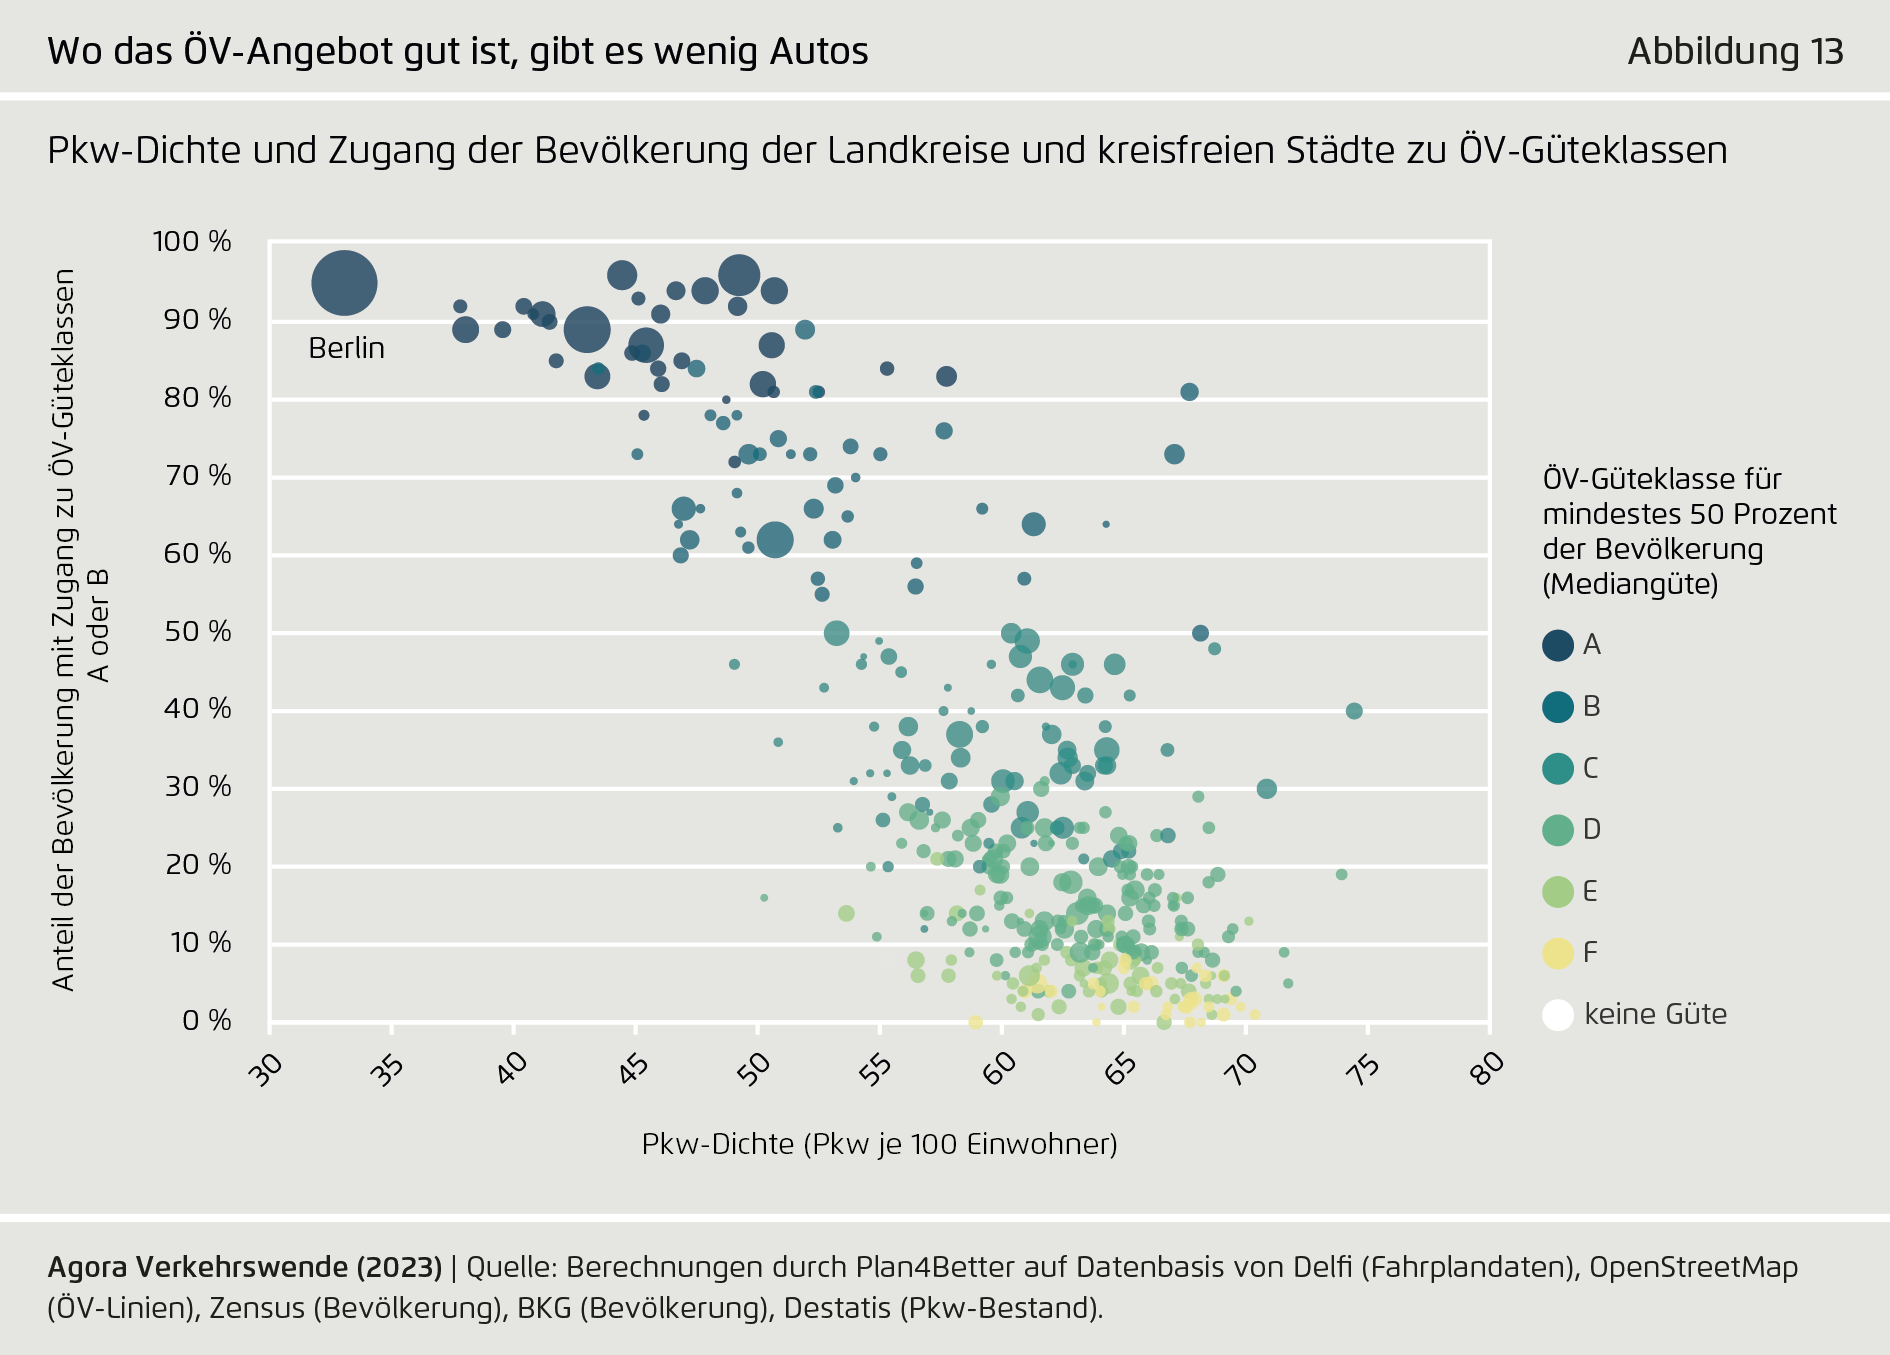 Wo das ÖV-Angebot gut ist, gibt es wenig Autos
Abbildung 13
Pkw-Dichte und Zugang der Bevölkerung der Landkreise und kreisfreien Städte zu ÖV-Güteklassen
Anteil der Bevölkerung mit Zugang zu ÖV-Güteklassen
A oder B
100 %
90 %
80 %
70 %
60 %
50 %
40 %
30 %
20 %
10 %
0 %
Berlin
30
35
40
45
50
55
60
65
70
75
80
Pkw-Dichte (Pkw je 100 Einwohner)
ÖV-Güteklasse für
mindestes 50 Prozent
der Bevölkerung
(Mediangüte)
A
B
C
D
E
F
keine Güte
Agora Verkehrswende (2023) | Quelle: Berechnungen durch Plan4Better auf Datenbasis von Delfi (Fahrplandaten), OpenStreetMap
(ÖV-Linien), Zensus (Bevölkerung), BKG (Bevölkerung), Destatis (Pkw-Bestand).